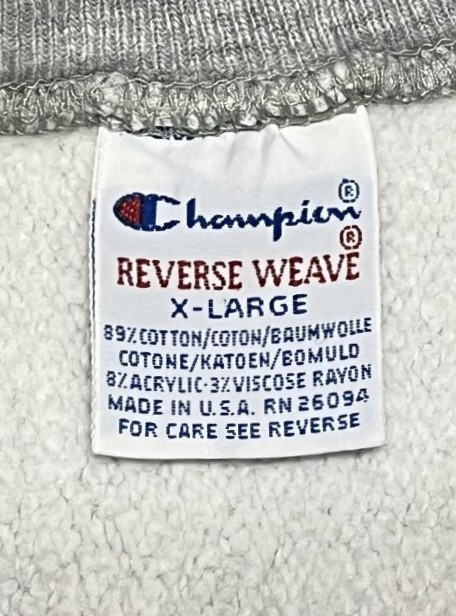 Champion®
®
REVERSE WEAVE
X-LARGE
89% COTTON/COTON/BAUMWOLLE
COTONE/KATOEN/BOMULD
8% ACRYLIC·3% VISCOSE RAYON
MADE IN U.S.A. RN 26094
FOR CARE SEE REVERSE